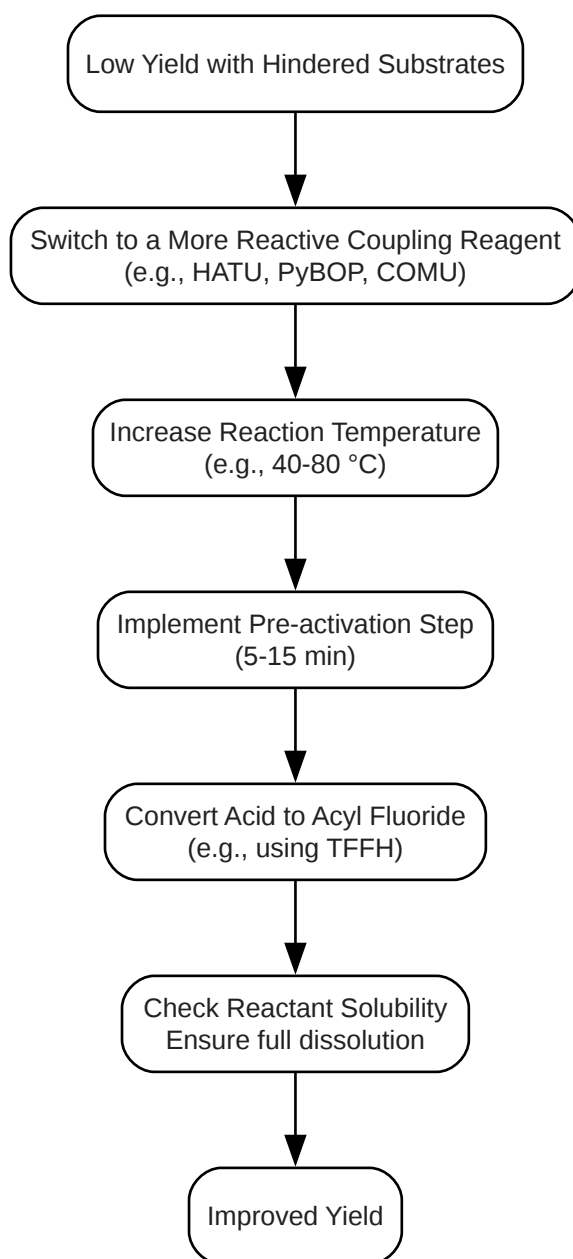 Low Yield with Hindered Substrates
Switch to a More Reactive Coupling Reagent
(e.g., HATU, PyBOP, COMU)
Increase Reaction Temperature
(e.g., 40-80 °C)
Implement Pre-activation Step
(5-15 min)
Convert Acid to Acyl Fluoride
(e.g., using TFFH)
Check Reactant Solubility
Ensure full dissolution
Improved Yield